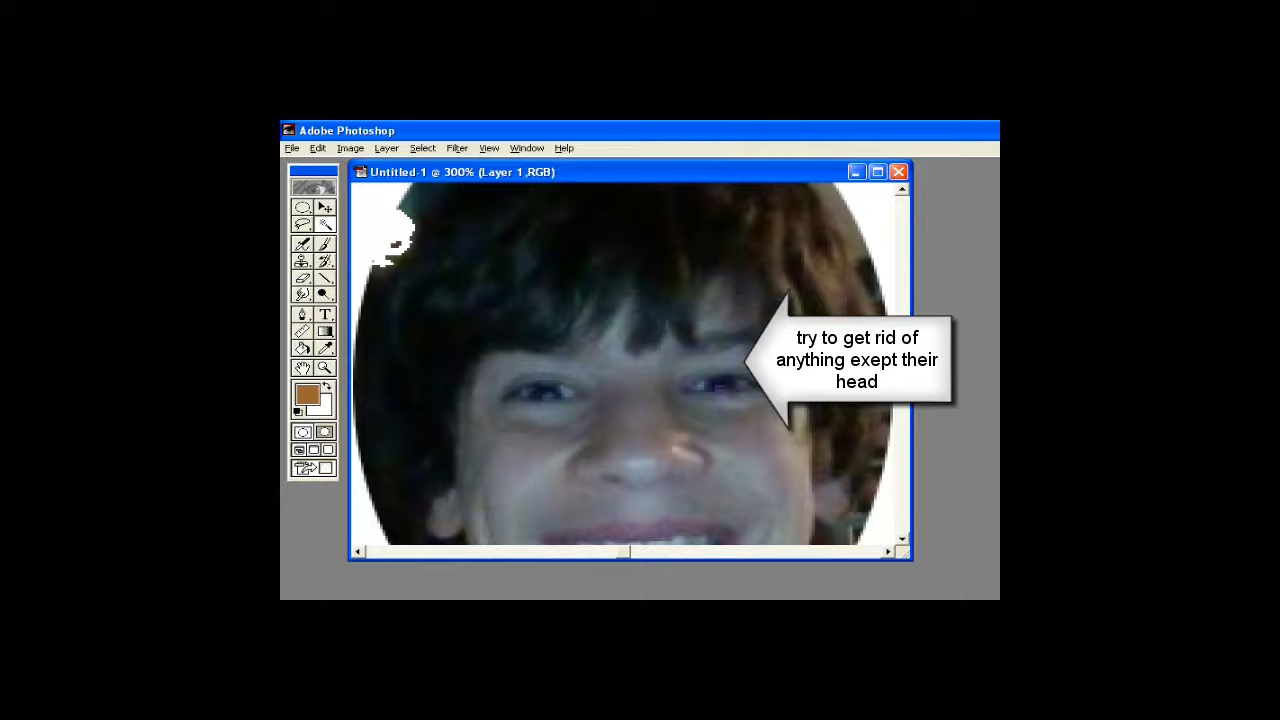 Adobe Photoshop
File Edit Image Layer Select Filter View Window Help
Untitled-1 @ 300% (Layer 1,RGB)
T
try to get rid of
anything exept their
head